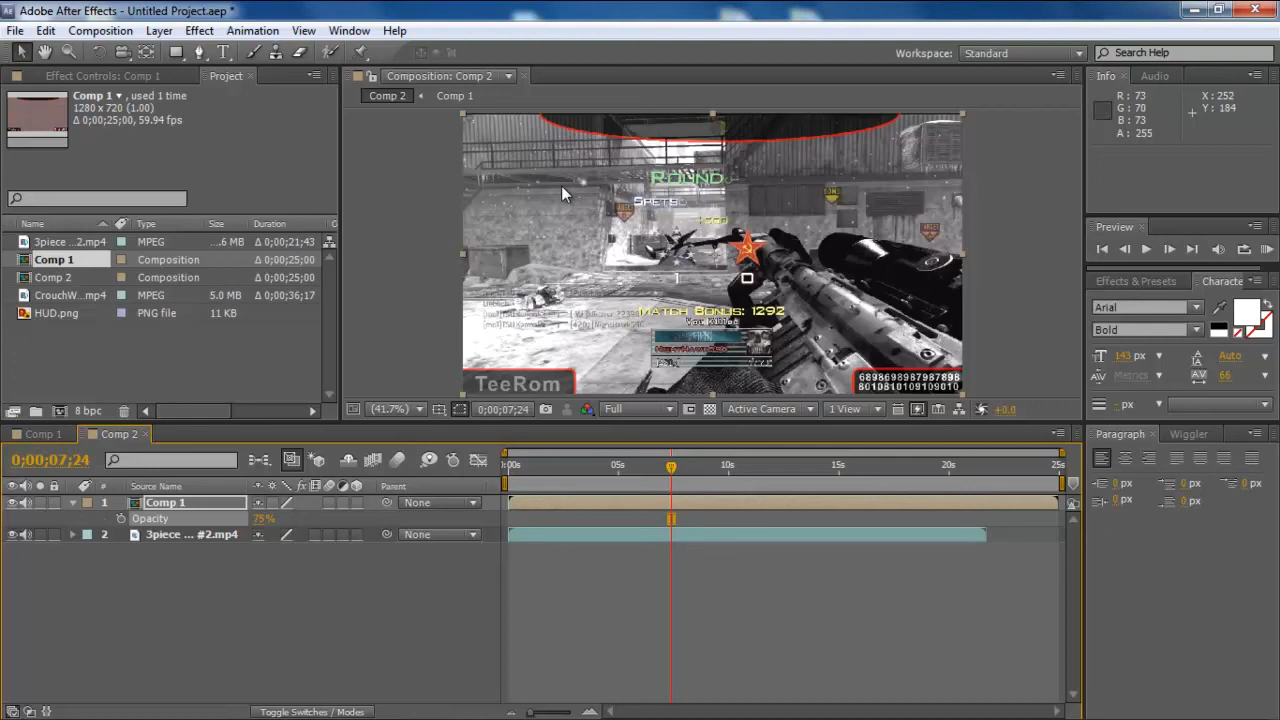 Adobe After Effects - Untitled Project.aep *
File Edit Composition Layer Effect Animation View Window Help
Workspace: Standard Search Help
Effect Controls: Comp 1 Project Composition: Comp 2 Info Audio
Comp 1 , used 1 time
1280 x 720 (1.00)
Δ 0;00;25;00, 59.94 fps
Comp 2 Comp 1
R : 73 X : 252
G : 70 Y : 184
B : 73
A : 255
Name Type Size Duration
3piece ...2.mp4 MPEG ....6 MB Δ 0;00;21;43
Comp 1 Composition Δ 0;00;25;00
Comp 2 Composition Δ 0;00;25;00
CrouchW...mp4 MPEG 5.0 MB Δ 0;00;36;17
HUD.png PNG file 11 KB
8 bpc
Round
Match Bonus: 1292
TeeRom
6898698987987898
(41.7%) 0;00;07;24 Full Active Camera 1 View +0.0
Preview
Effects & Presets Characte
Arial
Bold
143 px Auto
Metrics 66
- px
Paragraph Wiggler
0 px 0 px 0 px
0 px 0 px
Comp 1 Comp 2
0;00;07;24
:00s 05s 10s 15s 20s 25s
# Source Name Parent
1 Comp 1 None
Opacity 75%
2 3piece ... #2.mp4 None
Toggle Switches / Modes